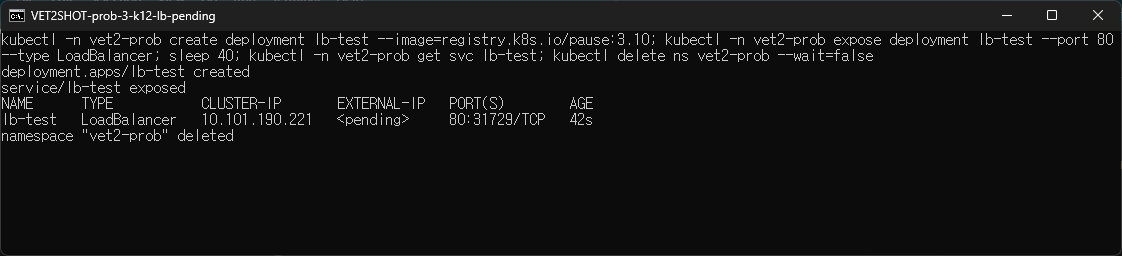 VET2SHOT-prob-3-k12-lb-pending
kubectl -n vet2-prob create deployment lb-test --image=registry.k8s.io/pause:3.10; kubectl -n vet2-prob expose deployment lb-test --port 80
--type LoadBalancer; sleep 40; kubectl -n vet2-prob get svc lb-test; kubectl delete ns vet2-prob --wait=false
deployment.apps/lb-test created
service/lb-test exposed
NAME      TYPE           CLUSTER-IP       EXTERNAL-IP   PORT(S)        AGE
lb-test   LoadBalancer   10.101.190.221   <pending>     80:31729/TCP   42s
namespace "vet2-prob" deleted